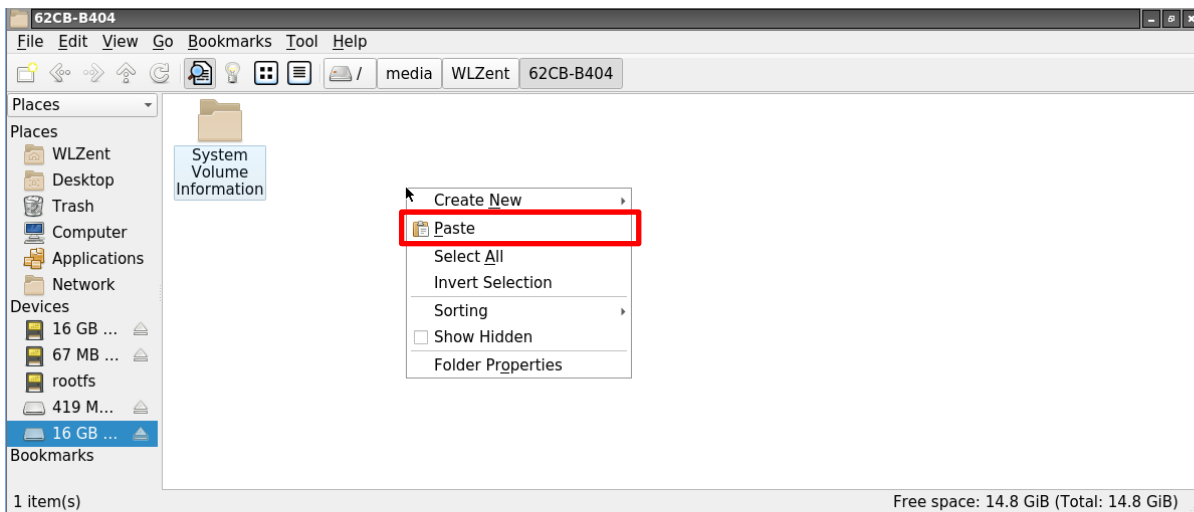 62CB-B404
File Edit View Go Bookmarks Tool Help
/ media WLZent 62CB-B404
Places
Places
WLZent
Desktop
Trash
Computer
Applications
Network
Devices
16 GB ...
67 MB ...
rootfs
419 M...
16 GB ...
Bookmarks
System
Volume
Information
Create New
Paste
Select All
Invert Selection
Sorting
Show Hidden
Folder Properties
1 item(s) Free space: 14.8 GiB (Total: 14.8 GiB)